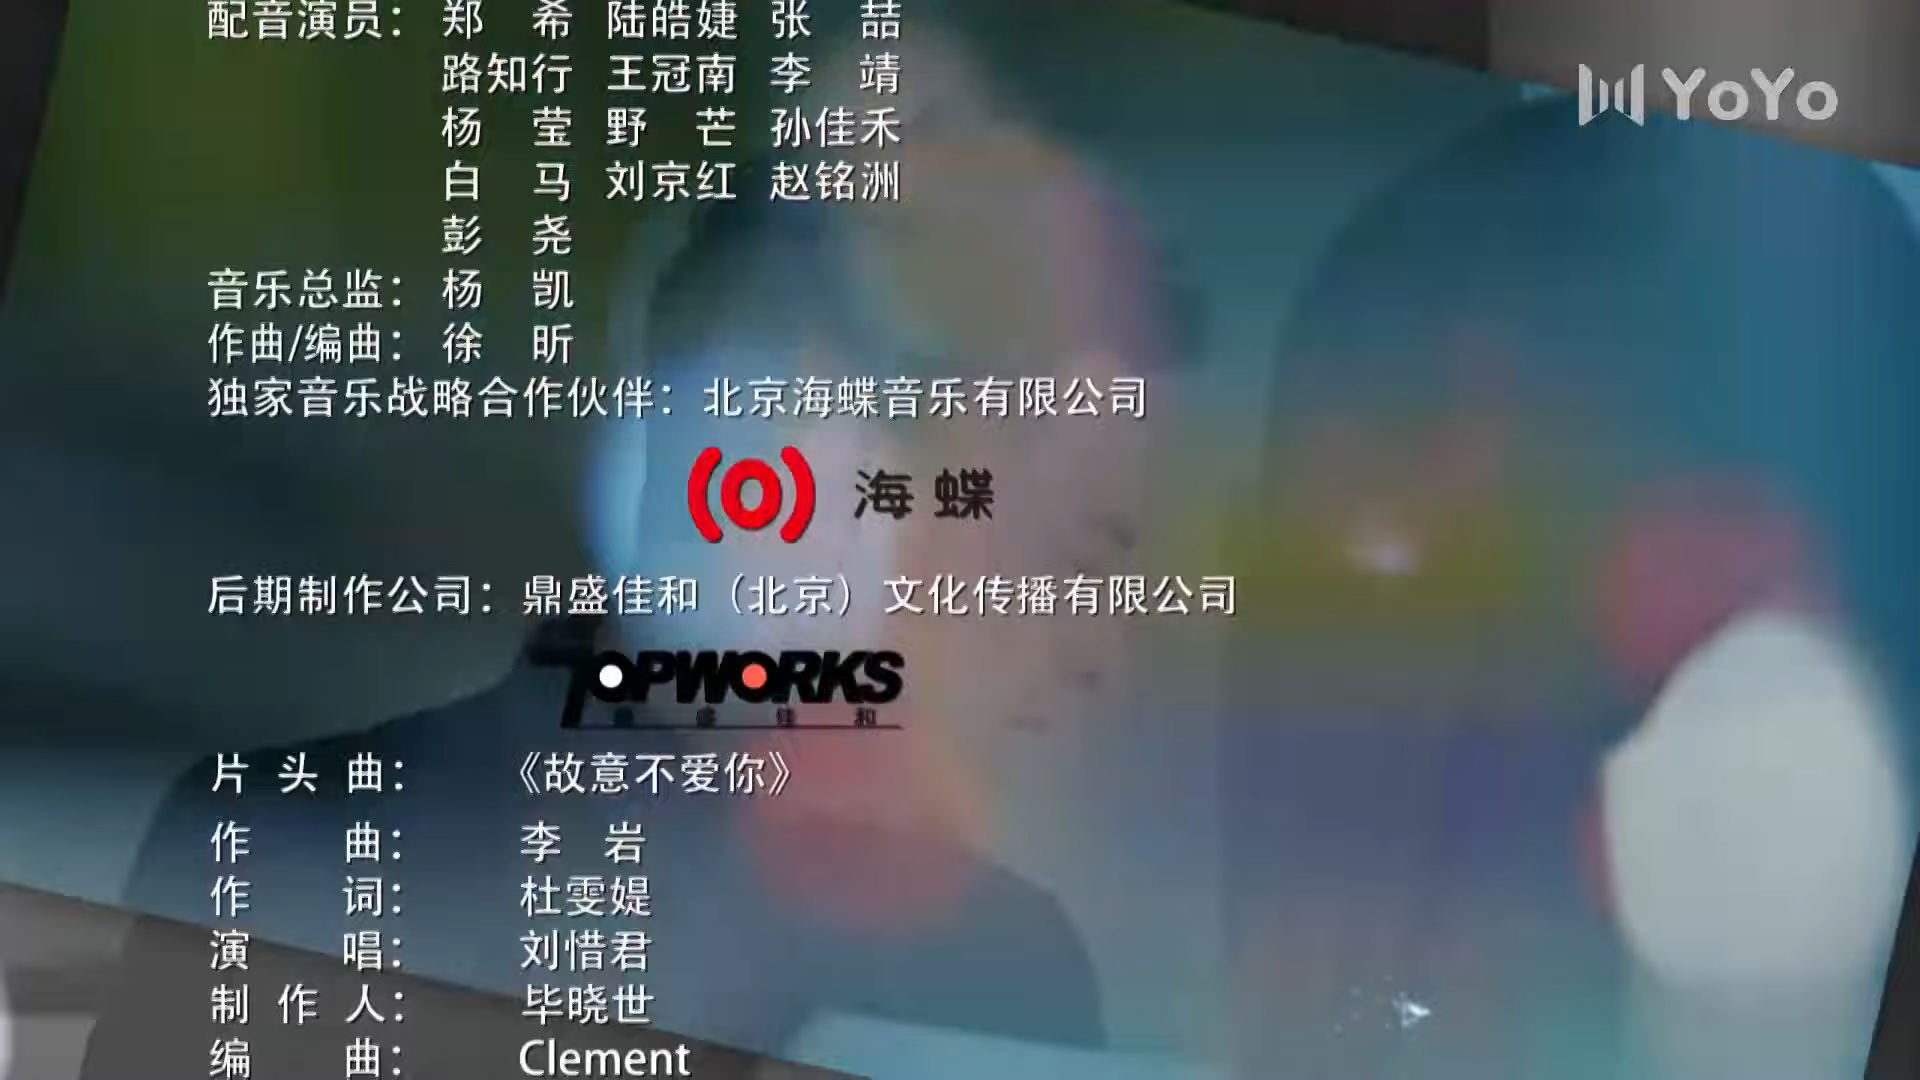 配音演员：郑希 陆皓婕 张喆
路知行 王冠南 李靖
杨莹 野芒 孙佳禾
白马 刘京红 赵铭洲
彭尧
音乐总监：杨凯
作曲/编曲：徐昕
独家音乐战略合作伙伴：北京海蝶音乐有限公司
海蝶
后期制作公司：鼎盛佳和（北京）文化传播有限公司
TOPWORKS
盛佳和
片头曲：《故意不爱你》
作曲：李岩
作词：杜雯媞
演唱：刘惜君
制作人：毕晓世
编曲：Clement
YoYo